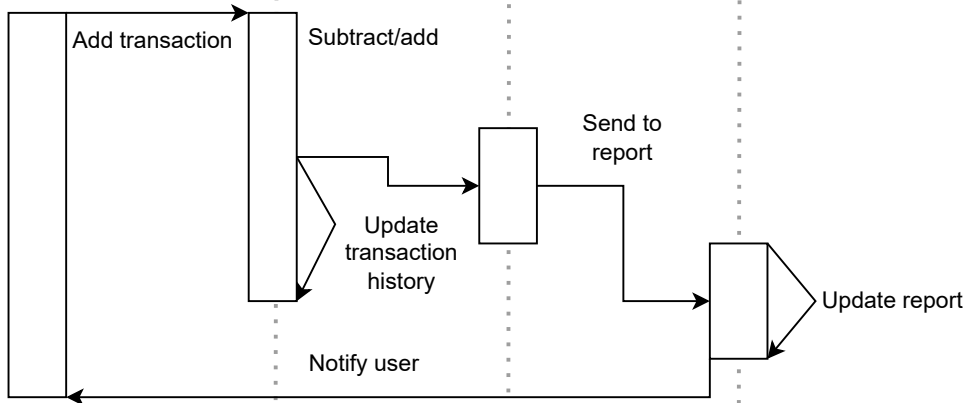 Add transaction
Subtract/add
Send to
report
Update
transaction
history
Update report
Notify user